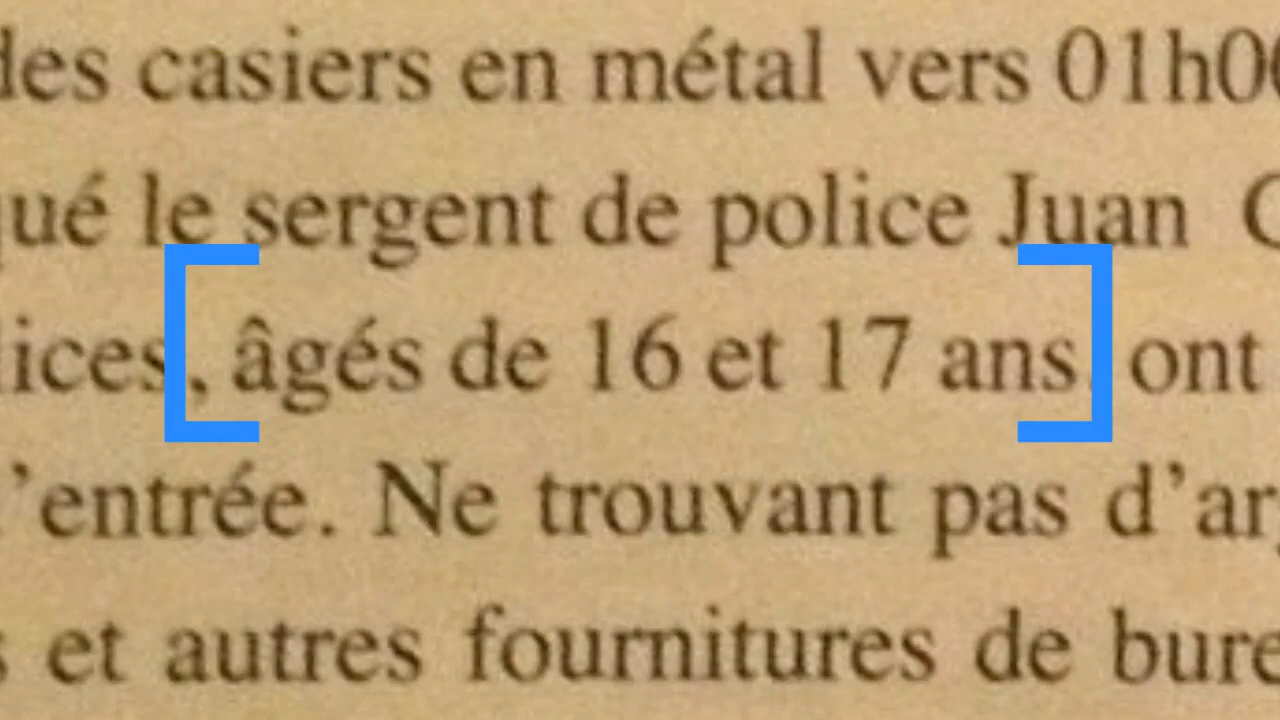 des casiers en métal vers 01h00
qué le sergent de police Juan
lices, âgés de 16 et 17 ans, ont
l'entrée. Ne trouvant pas d'ar
s et autres fournitures de bure